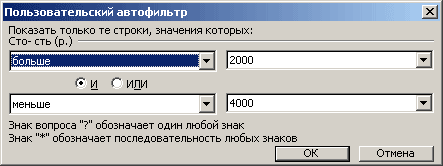 Пользовательский автофильтр
Показать только те строки, значения которых:
Сто- сть (р.)
больше 2000
И ИЛИ
меньше 4000
Знак вопроса "?" обозначает один любой знак
Знак "*" обозначает последовательность любых знаков
ОК Отмена